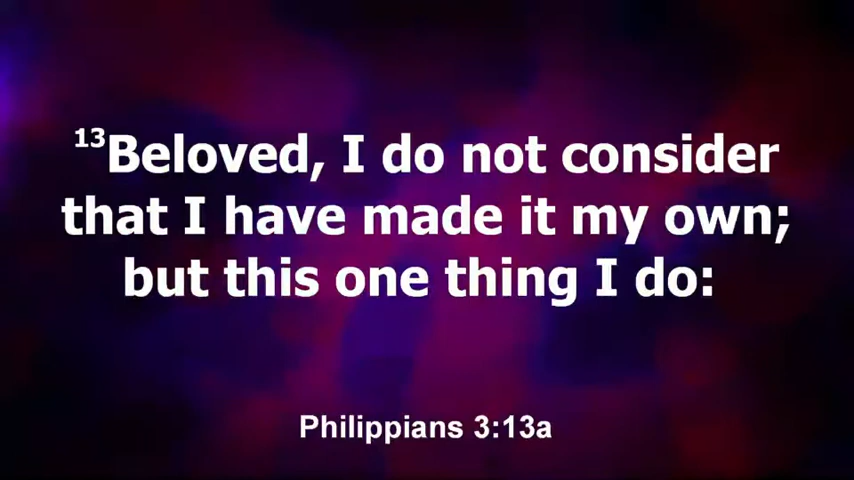 ¹³Beloved, I do not consider
that I have made it my own;
but this one thing I do:
Philippians 3:13a